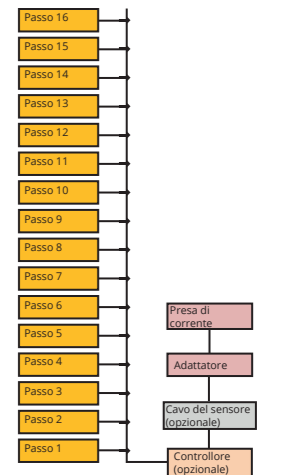 Passo 16
Passo 15
Passo 14
Passo 13
Passo 12
Passo 11
Passo 10
Passo 9
Passo 8
Passo 7
Passo 6
Passo 5
Passo 4
Passo 3
Passo 2
Passo 1
Presa di
corrente
Adattatore
Cavo del sensore
(opzionale)
Controllore
(opzionale)